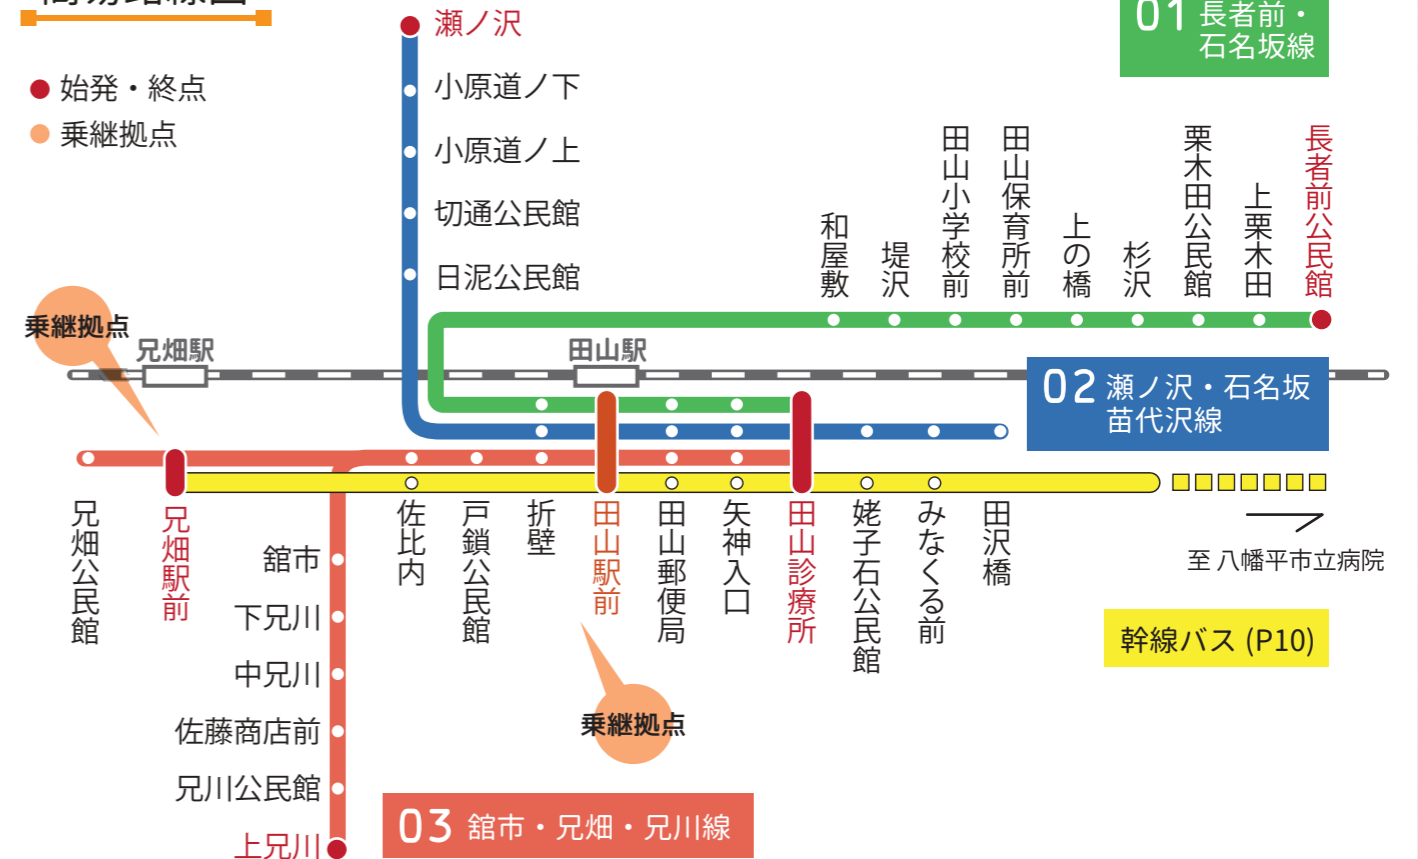 始発・終点
乗継拠点
瀬ノ沢
小原道ノ下
小原道ノ上
切通公民館
日泥公民館
01 長者前・
石名坂線
和屋敷
堤沢
田山小学校前
田山保育所前
上の橋
杉沢
栗木田公民館
上栗木田
長者前公民館
乗継拠点
兄畑駅
田山駅
02 瀬ノ沢・石名坂
苗代沢線
兄畑公民館
兄畑駅前
佐比内
戸鎖公民館
折壁
田山駅前
田山郵便局
矢神入口
田山診療所
姥子石公民館
みなくる前
田沢橋
至 八幡平市立病院
舘市
下兄川
中兄川
佐藤商店前
兄川公民館
上兄川
乗継拠点
幹線バス (P10)
03 舘市・兄畑・兄川線